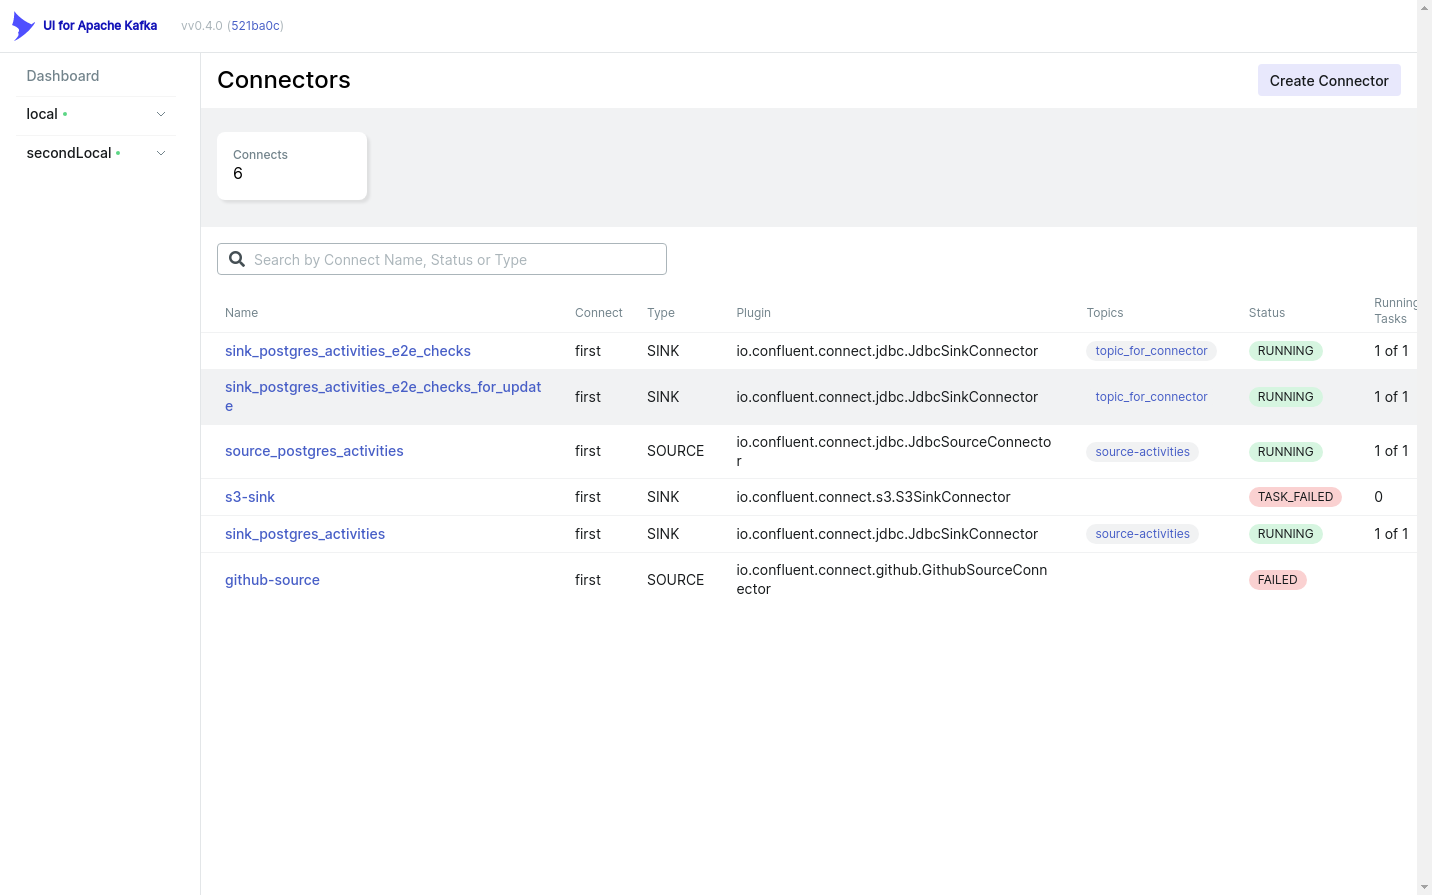 UI for Apache Kafka
vv0.4.0 (521ba0c)
Dashboard
local
secondLocal
Connectors
Create Connector
Connects
6
Search by Connect Name, Status or Type
Name Connect Type Plugin Topics Status Running
Tasks
sink_postgres_activities_e2e_checks first SINK io.confluent.connect.jdbc.JdbcSinkConnector topic_for_connector RUNNING 1 of 1
sink_postgres_activities_e2e_checks_for_updat
e
first SINK io.confluent.connect.jdbc.JdbcSinkConnector topic_for_connector RUNNING 1 of 1
source_postgres_activities first SOURCE io.confluent.connect.jdbc.JdbcSourceConnecto
r
source-activities RUNNING 1 of 1
s3-sink first SINK io.confluent.connect.s3.S3SinkConnector TASK_FAILED 0
sink_postgres_activities first SINK io.confluent.connect.jdbc.JdbcSinkConnector source-activities RUNNING 1 of 1
github-source first SOURCE io.confluent.connect.github.GithubSourceConn
ector
FAILED